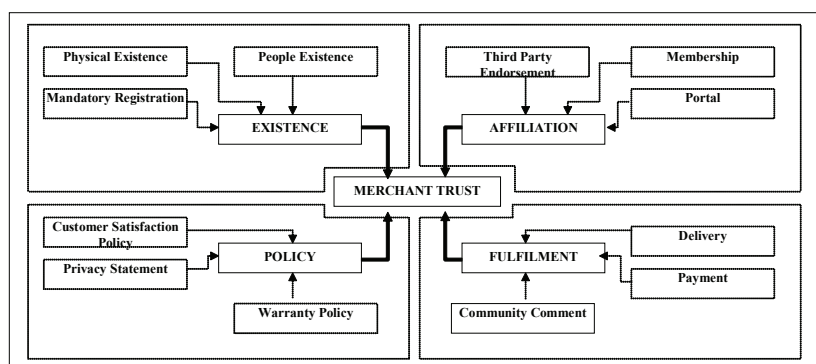 Physical Existence
People Existence
Mandatory Registration
EXISTENCE
Third Party
Endorsement
Membership
Portal
AFFILIATION
MERCHANT TRUST
Customer Satisfaction
Policy
Privacy Statement
POLICY
Warranty Policy
Delivery
FULFILMENT
Payment
Community Comment